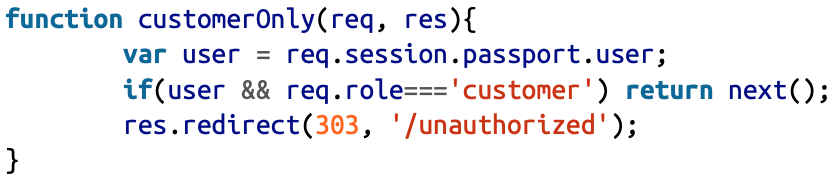 function customerOnly(req, res){
        var user = req.session.passport.user;
        if(user && req.role==='customer') return next();
        res.redirect(303, '/unauthorized');
}